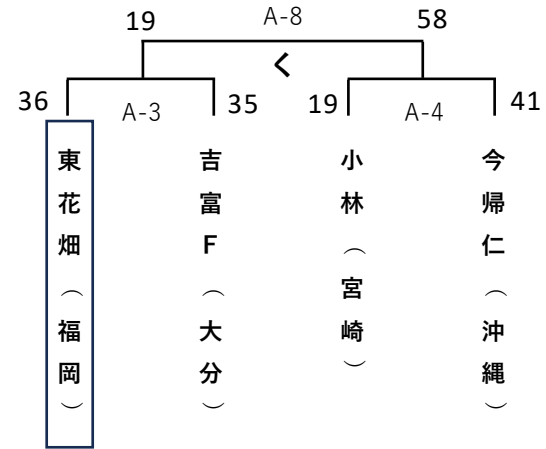 19 A-8 58
く
36 A-3 35 19 A-4 41
東花畑（福岡）
吉富F（大分）
小林（宮崎）
今帰仁（沖縄）